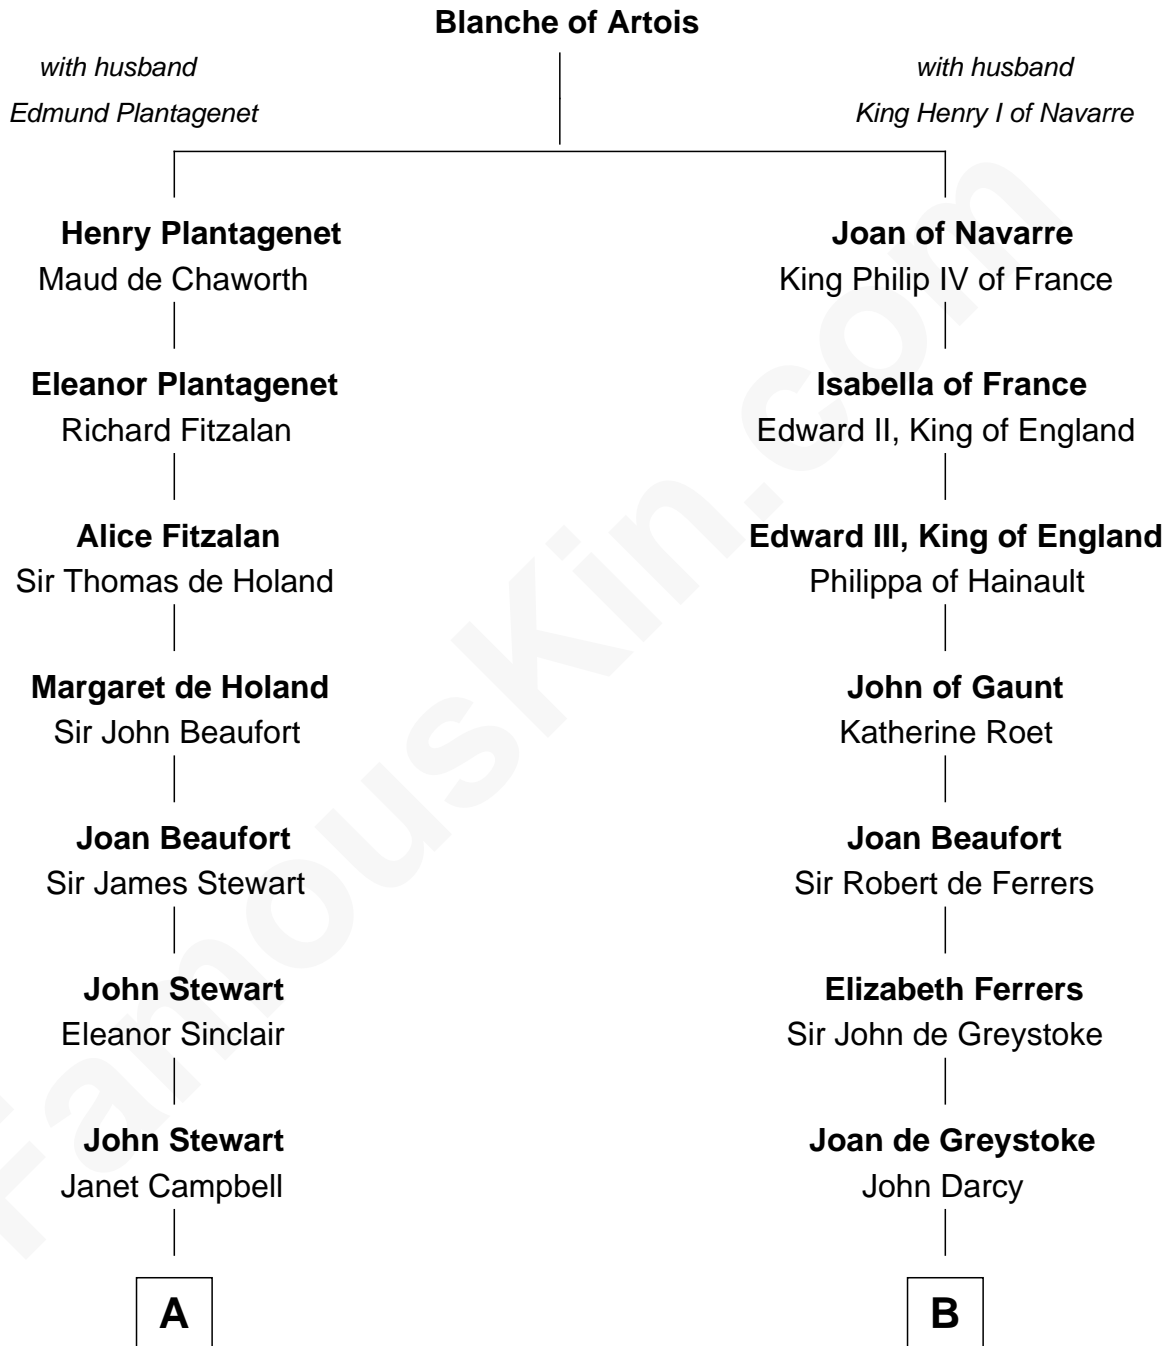 Blanche of Artois
with husband
Edmund Plantagenet
with husband
King Henry I of Navarre
Henry Plantagenet
Maud de Chaworth
Eleanor Plantagenet
Richard Fitzalan
Alice Fitzalan
Sir Thomas de Holand
Margaret de Holand
Sir John Beaufort
Joan Beaufort
Sir James Stewart
John Stewart
Eleanor Sinclair
John Stewart
Janet Campbell
A
Joan of Navarre
King Philip IV of France
Isabella of France
Edward II, King of England
Edward III, King of England
Philippa of Hainault
John of Gaunt
Katherine Roet
Joan Beaufort
Sir Robert de Ferrers
Elizabeth Ferrers
Sir John de Greystoke
Joan de Greystoke
John Darcy
B
FamousKin.com